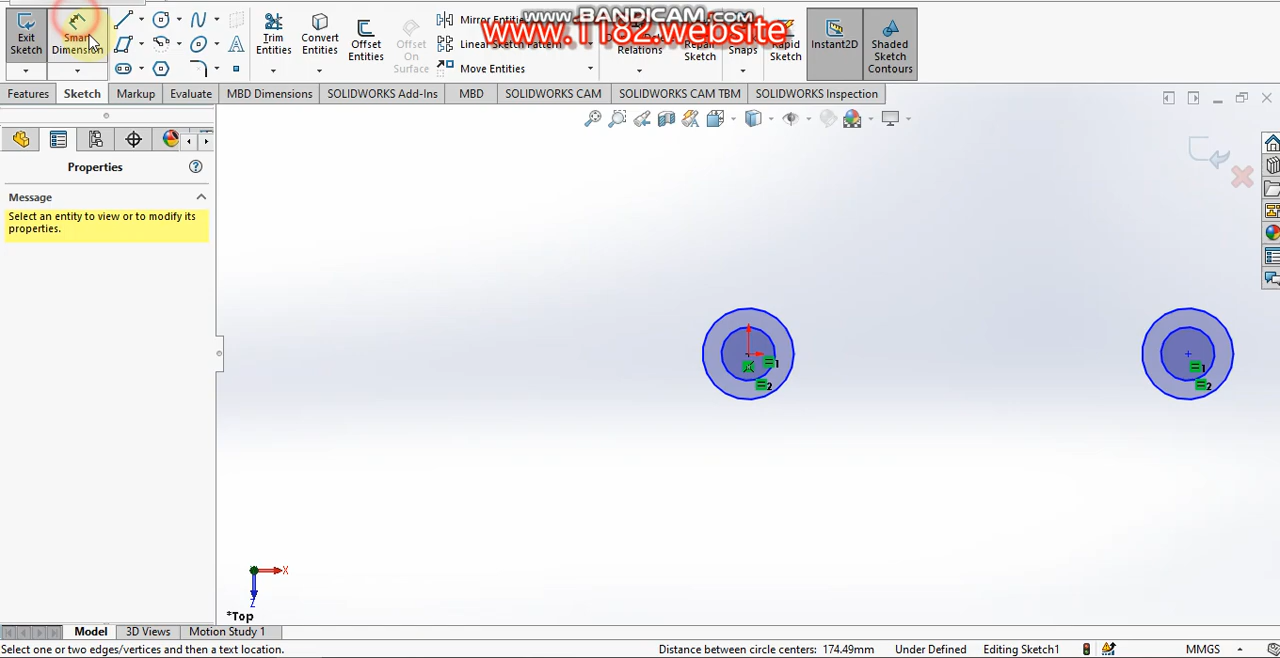 www.BANDICAM.com
www.1182.website
Exit Sketch
Smart Dimension
Trim Entities
Convert Entities
Offset Entities
Offset On Surface
Mirror Entities
Linear Sketch Pattern
Move Entities
Relations
Repair Sketch
Snaps
Rapid Sketch
Instant2D
Shaded Sketch Contours
Features
Sketch
Markup
Evaluate
MBD Dimensions
SOLIDWORKS Add-Ins
MBD
SOLIDWORKS CAM
SOLIDWORKS CAM TBM
SOLIDWORKS Inspection
Properties
Message
Select an entity to view or to modify its
properties.
1
2
1
2
X
Z
*Top
Model
3D Views
Motion Study 1
Select one or two edges/vertices and then a text location.
Distance between circle centers: 174.49mm
Under Defined
Editing Sketch1
MMGS